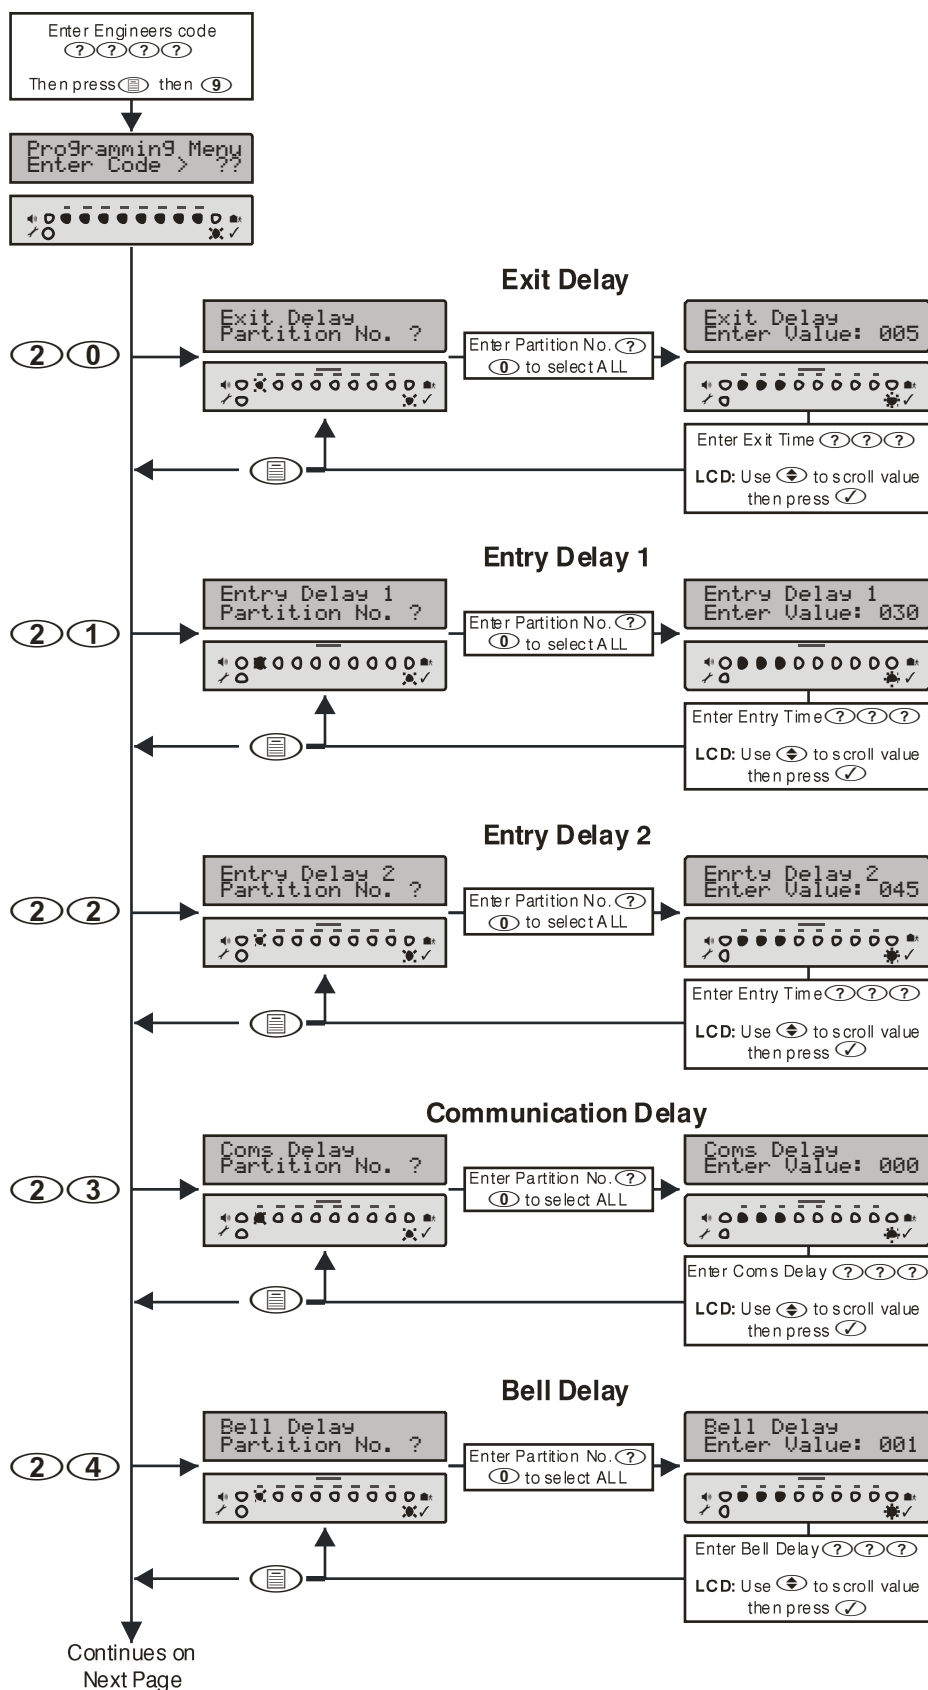 Enter Engineers code
? ? ? ?
Then press then 9
Programming Menu
Enter Code > ??
Exit Delay
2 0
Exit Delay
Partition No. ?
Enter Partition No. ?
0 to select ALL
Exit Delay
Enter Value: 005
Enter Exit Time ? ? ?
LCD: Use to scroll value
then press ✓
Entry Delay 1
2 1
Entry Delay 1
Partition No. ?
Enter Partition No. ?
0 to select ALL
Entry Delay 1
Enter Value: 030
Enter Entry Time ? ? ?
LCD: Use to scroll value
then press ✓
Entry Delay 2
2 2
Entry Delay 2
Partition No. ?
Enter Partition No. ?
0 to select ALL
Enrty Delay 2
Enter Value: 045
Enter Entry Time ? ? ?
LCD: Use to scroll value
then press ✓
Communication Delay
2 3
Coms Delay
Partition No. ?
Enter Partition No. ?
0 to select ALL
Coms Delay
Enter Value: 000
Enter Coms Delay ? ? ?
LCD: Use to scroll value
then press ✓
Bell Delay
2 4
Bell Delay
Partition No. ?
Enter Partition No. ?
0 to select ALL
Bell Delay
Enter Value: 001
Enter Bell Delay ? ? ?
LCD: Use to scroll value
then press ✓
Continues on
Next Page